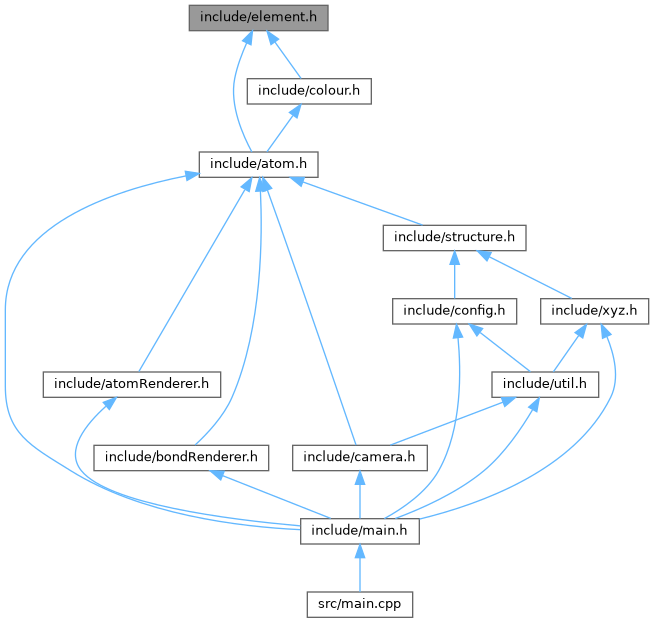 include/element.h
include/colour.h
include/atom.h
include/structure.h
include/config.h
include/xyz.h
include/atomRenderer.h
include/util.h
include/bondRenderer.h
include/camera.h
include/main.h
src/main.cpp